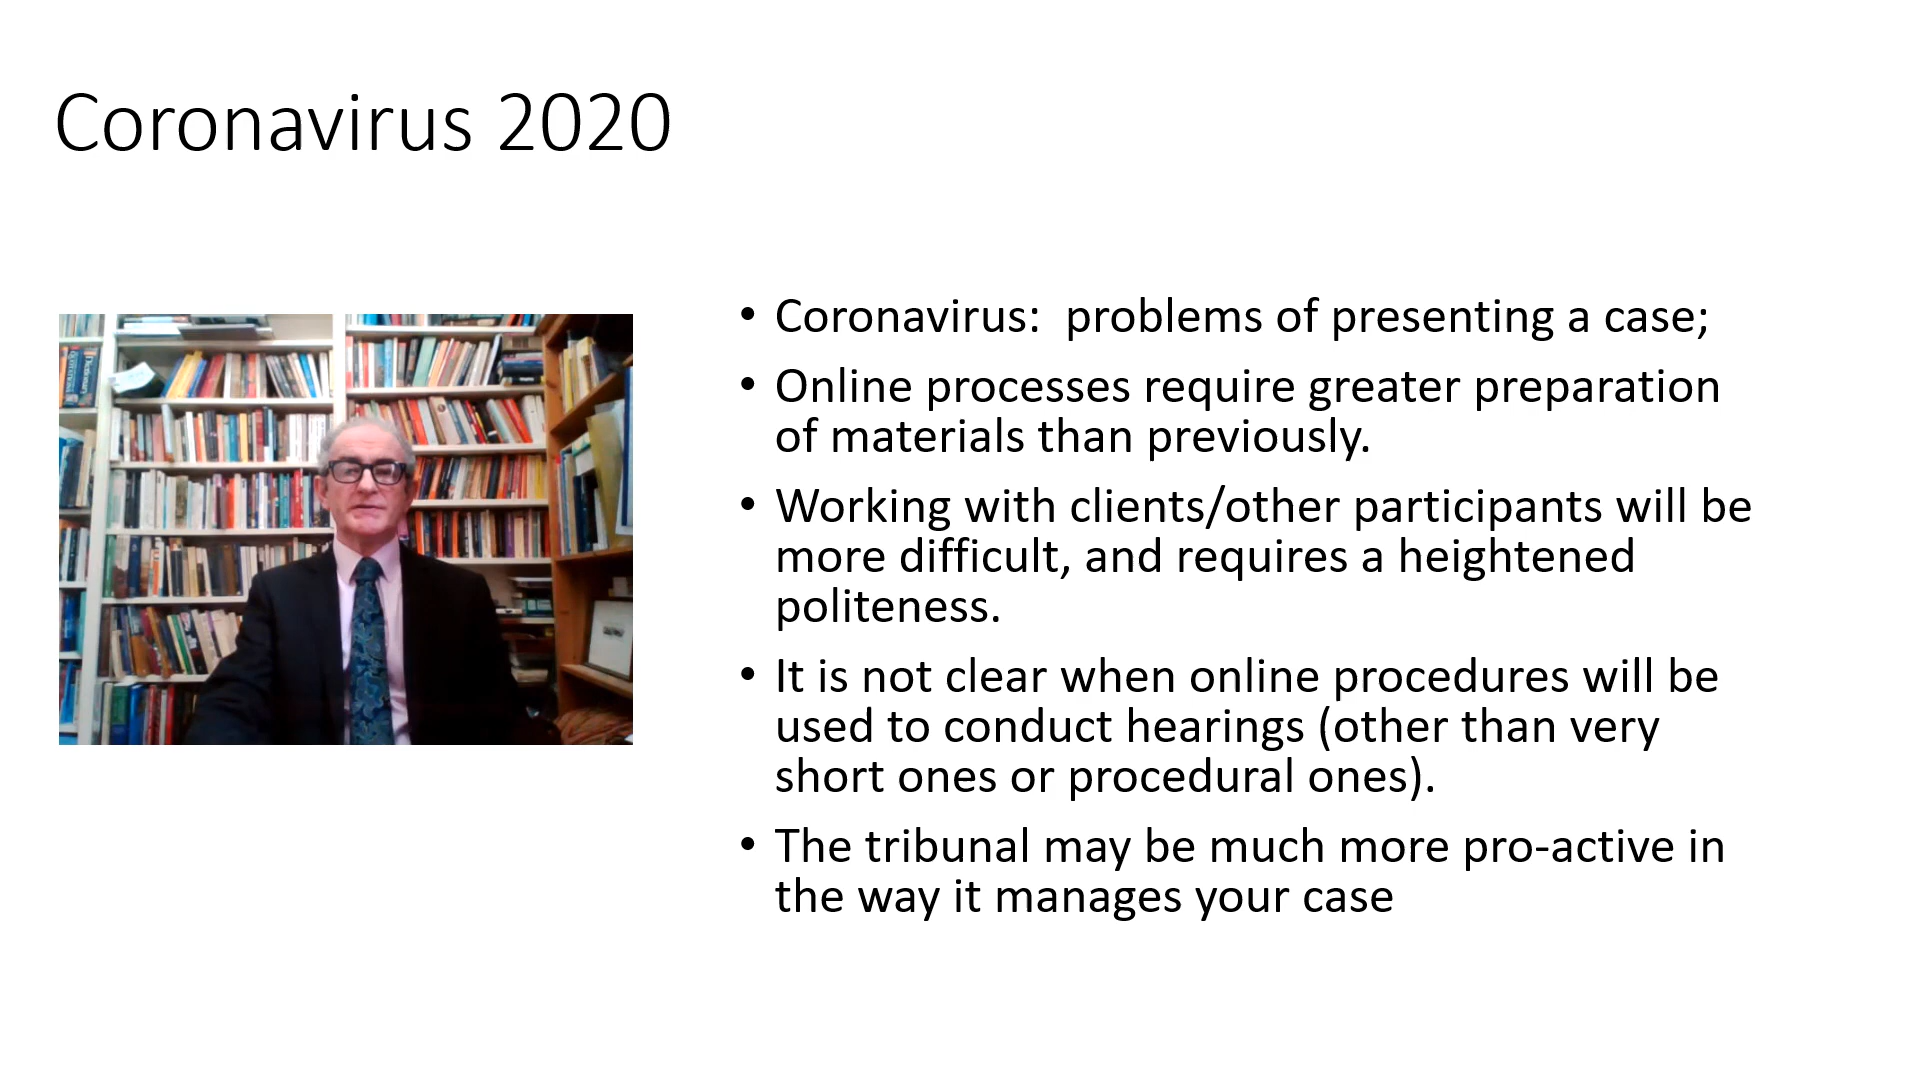 Coronavirus 2020
• Coronavirus:  problems of presenting a case;
• Online processes require greater preparation
of materials than previously.
• Working with clients/other participants will be
more difficult, and requires a heightened
politeness.
• It is not clear when online procedures will be
used to conduct hearings (other than very
short ones or procedural ones).
• The tribunal may be much more pro-active in
the way it manages your case